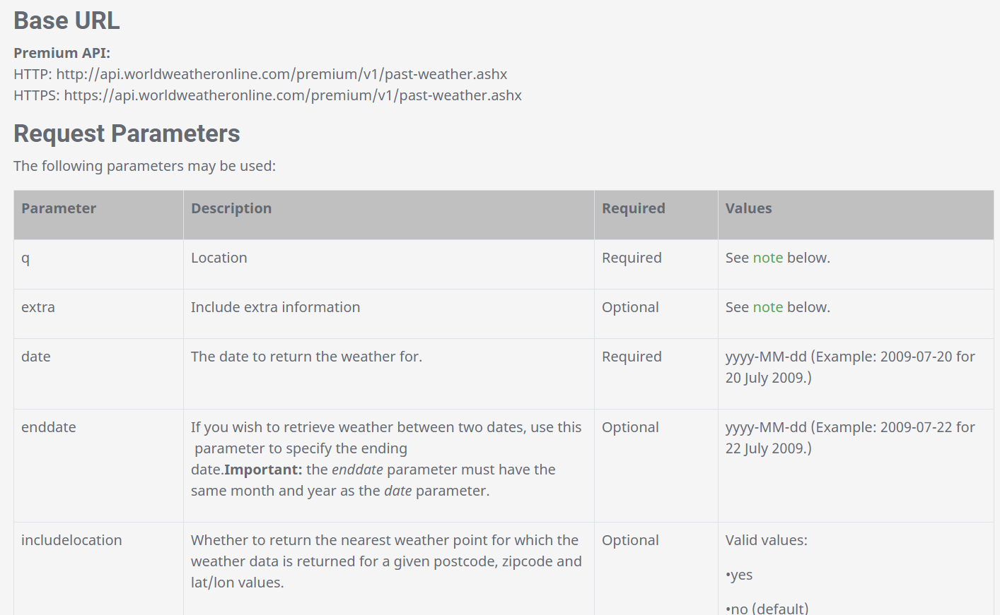 Base URL
Premium API:
HTTP: http://api.worldweatheronline.com/premium/v1/past-weather.ashx
HTTPS: https://api.worldweatheronline.com/premium/v1/past-weather.ashx
Request Parameters
The following parameters may be used:
Parameter Description Required Values
q Location Required See note below.
extra Include extra information Optional See note below.
date The date to return the weather for. Required yyyy-MM-dd (Example: 2009-07-20 for
20 July 2009.)
enddate If you wish to retrieve weather between two dates, use this Optional yyyy-MM-dd (Example: 2009-07-22 for
parameter to specify the ending 22 July 2009.)
date.Important: the enddate parameter must have the
same month and year as the date parameter.
includelocation Whether to return the nearest weather point for which the Optional Valid values:
weather data is returned for a given postcode, zipcode and
•yes
lat/lon values.
•no (default)